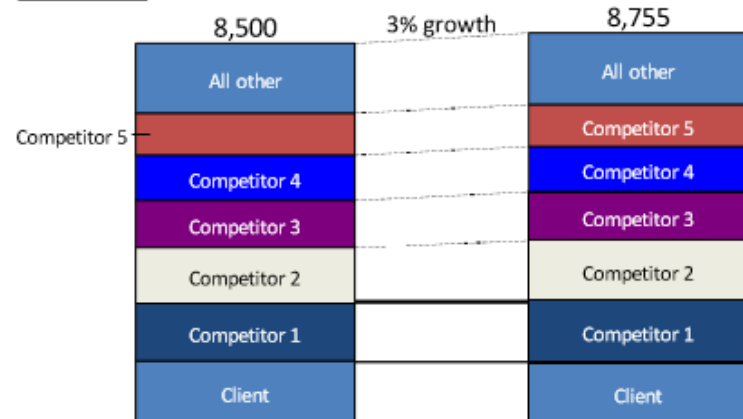 8,500
3% growth
8,755
All other
All other
Competitor 5
Competitor 5
Competitor 4
Competitor 4
Competitor 3
Competitor 3
Competitor 2
Competitor 2
Competitor 1
Competitor 1
Client
Client